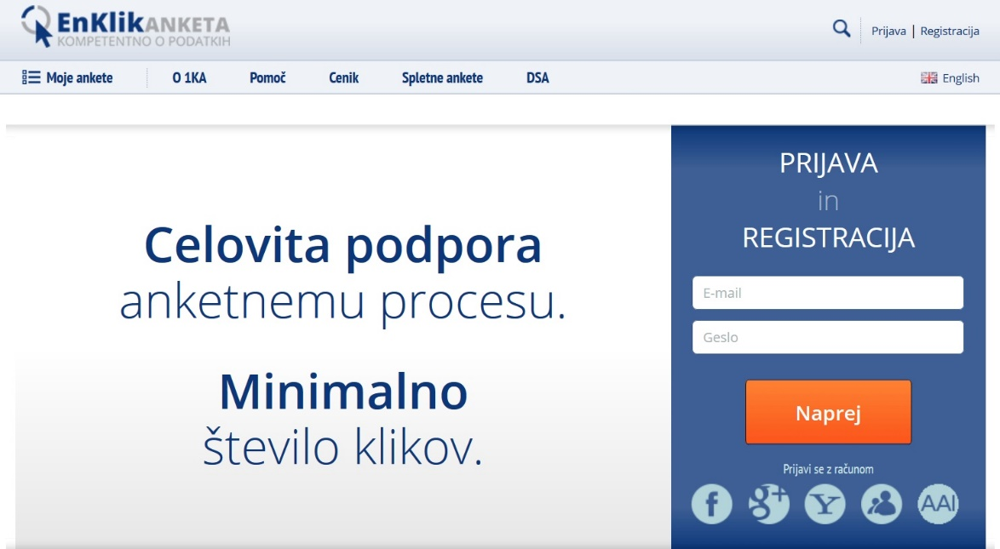 EnKlikANKETA
KOMPETENTNO O PODATKIH
Prijava | Registracija
Moje ankete
O 1KA
Pomoč
Cenik
Spletne ankete
DSA
English
Celovita podpora
anketnemu procesu.
Minimalno
število klikov.
PRIJAVA
in
REGISTRACIJA
E-mail
Geslo
Naprej
Prijavi se z računom
f g+ Y AAI